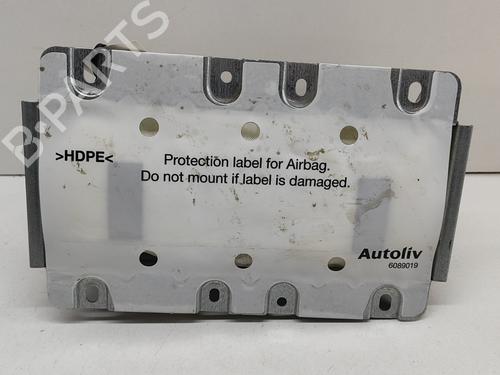 B-PARTS
>HDPE<
Protection label for Airbag.
Do not mount if label is damaged.
Autoliv
6089019